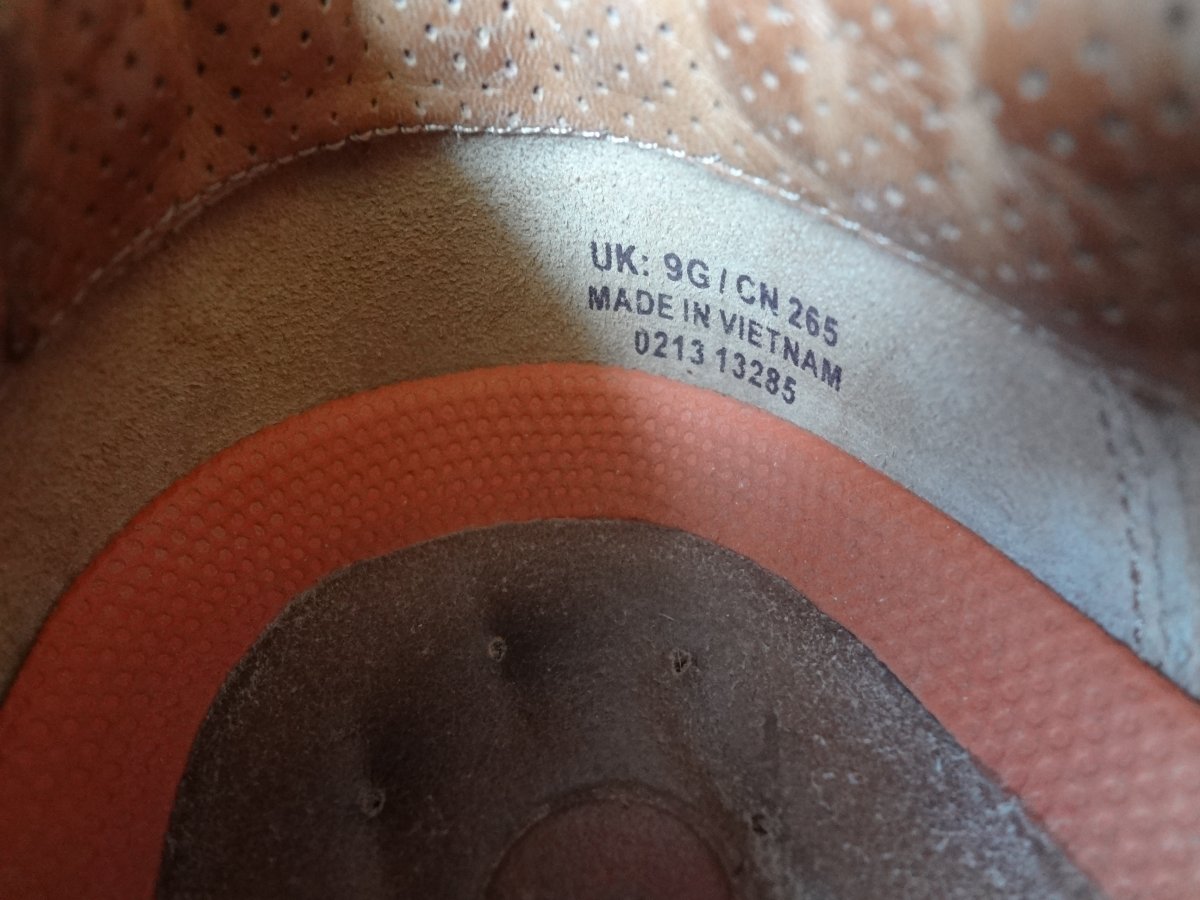 UK: 9G / CN 265
MADE IN VIETNAM
0213 13285